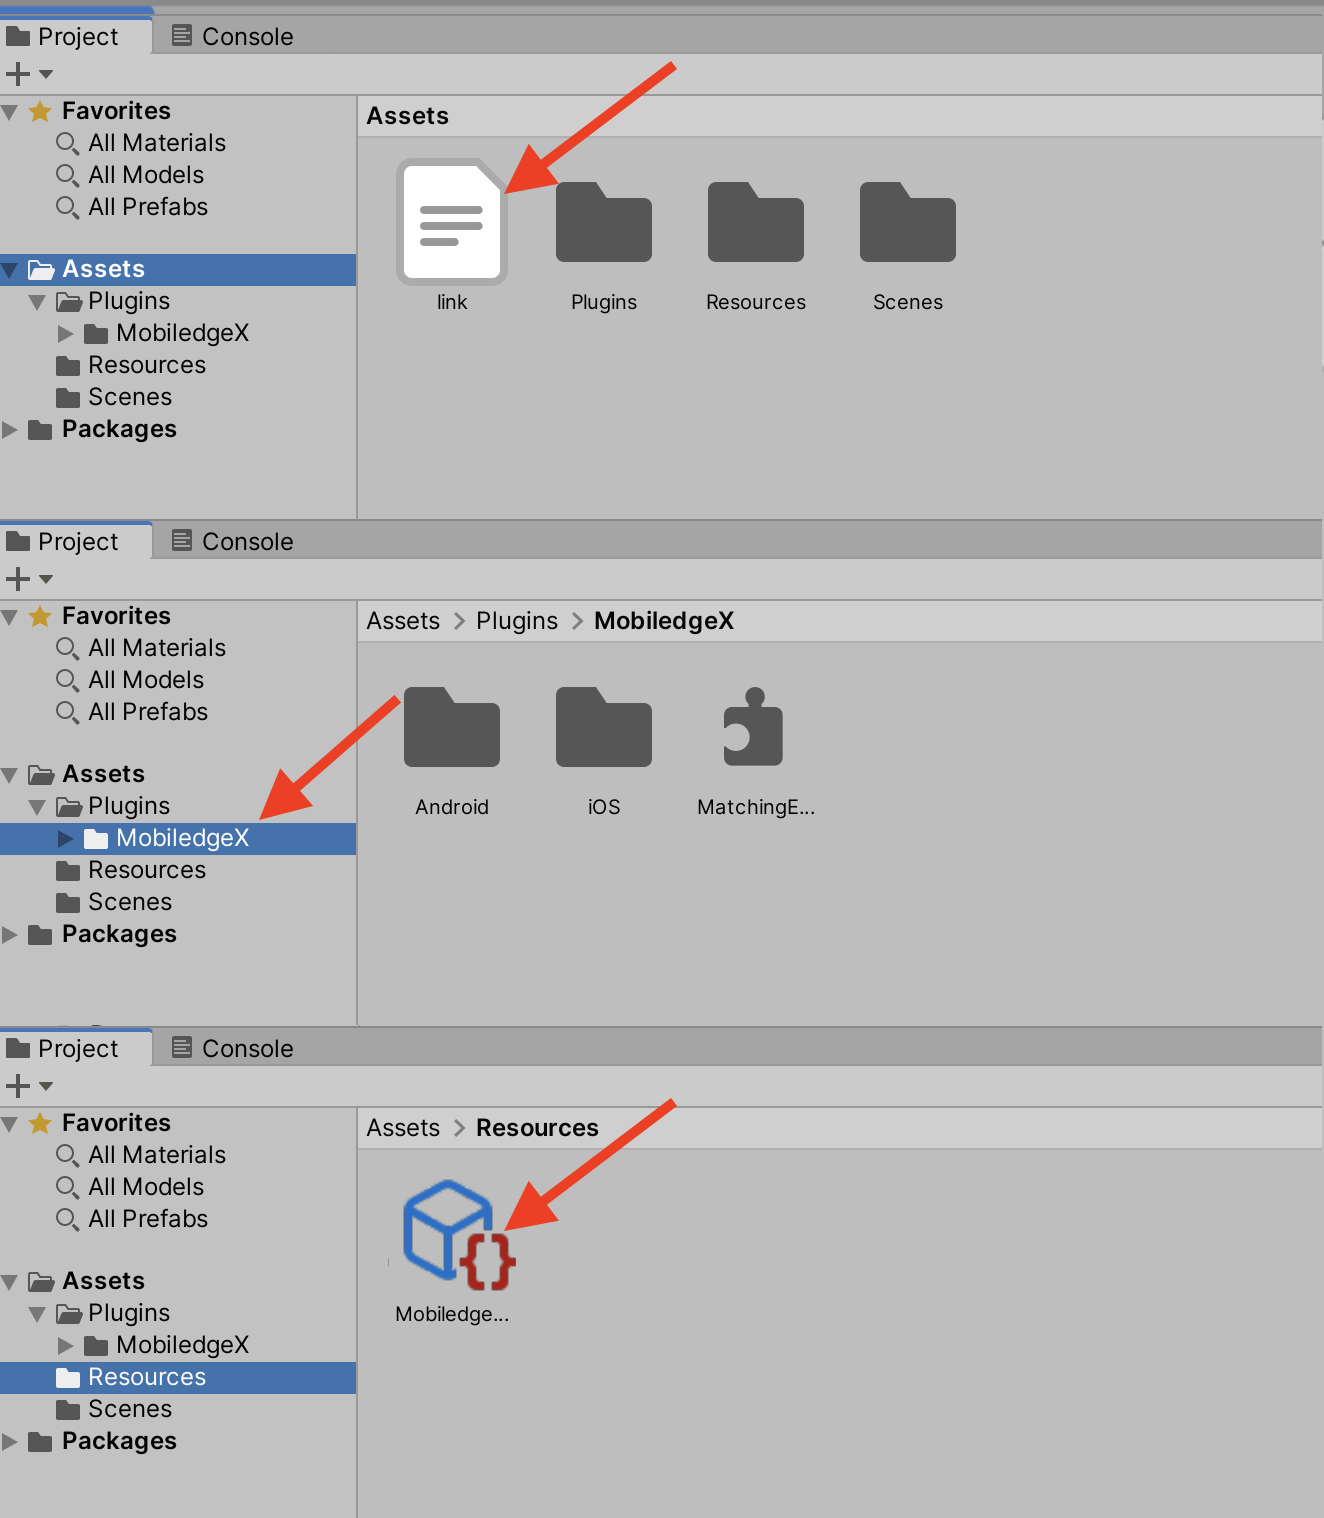 Project
Console
Favorites
All Materials
All Models
All Prefabs
Assets
Plugins
MobiledgeX
Resources
Scenes
Packages
Assets
link
Plugins
Resources
Scenes
Project
Console
Favorites
All Materials
All Models
All Prefabs
Assets
Plugins
MobiledgeX
Resources
Scenes
Packages
Assets > Plugins > MobiledgeX
Android
iOS
MatchingE...
Project
Console
Favorites
All Materials
All Models
All Prefabs
Assets
Plugins
MobiledgeX
Resources
Scenes
Packages
Assets > Resources
{}
Mobiledge...